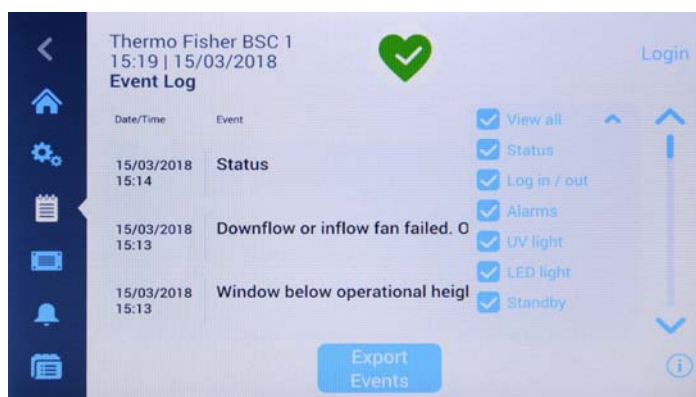 Thermo Fisher BSC 1
15:19 | 15/03/2018
Login
Event Log
Date/Time Event
View all
Status
Log in / out
Alarms
UV light
LED light
Standby
15/03/2018
15:14
Status
15/03/2018
15:13
Downflow or inflow fan failed. O
15/03/2018
15:13
Window below operational heigl
Export
Events
i